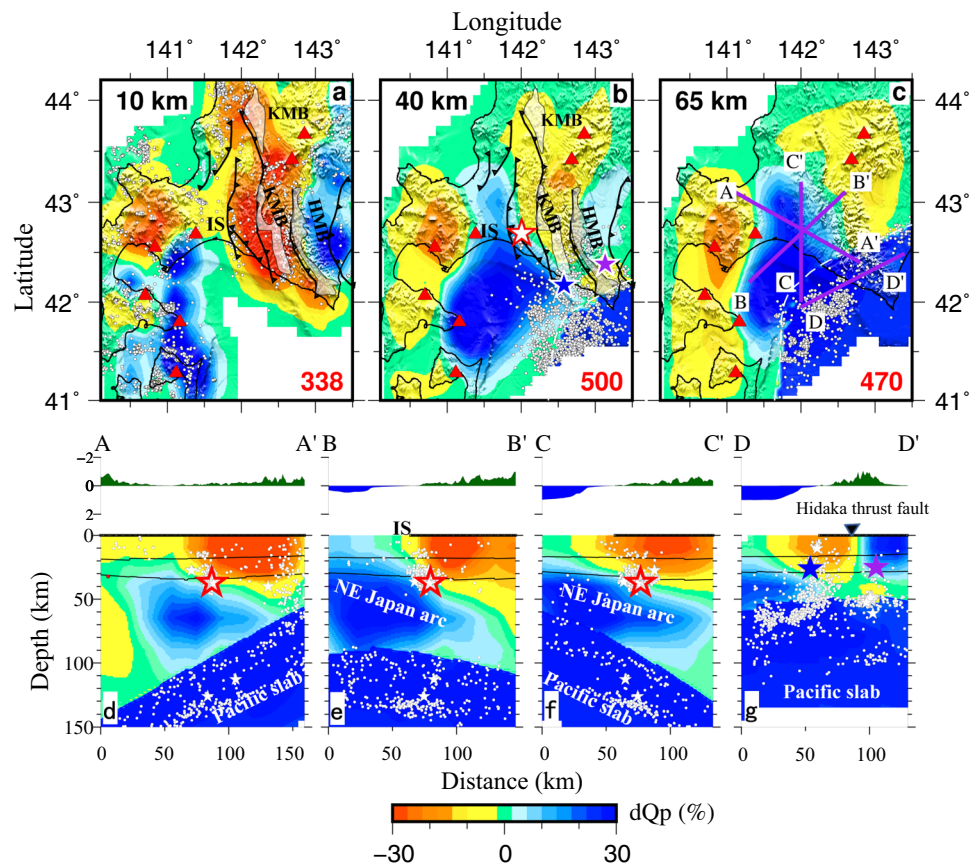 Longitude
141° 142° 143° 141° 142° 143° 141° 142° 143°
44° 10 km a 40 km b 65 km c 44°
KMB KMB
C'
A B'
43° 43°
IS KMB HMB IS KMB HMB
A'
42° B C D' 42°
D
41° 338 500 470 41°
Latitude
A A' B B' C C' D D'
−2
0
2
Hidaka thrust fault
IS
0
50
100
150
Depth (km)
NE Japan arc NE Japan arc
Pacific slab Pacific slab Pacific slab
d e f g
0 50 100 150 0 50 100 0 50 100 0 50 100
Distance (km)
dQp (%)
−30 0 30